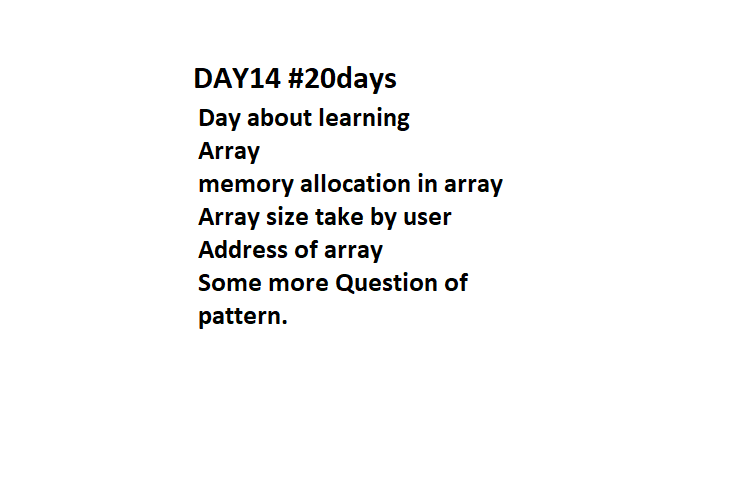 DAY14 #20days
Day about learning
Array
memory allocation in array
Array size take by user
Address of array
Some more Question of
pattern.